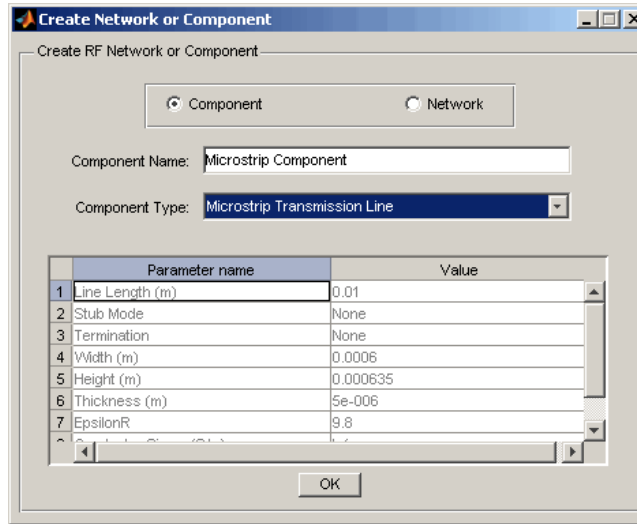 Create Network or Component
Create RF Network or Component
Component Network
Component Name: Microstrip Component
Component Type: Microstrip Transmission Line
Parameter name Value
1 Line Length (m) 0.01
2 Stub Mode None
3 Termination None
4 Width (m) 0.0006
5 Height (m) 0.000635
6 Thickness (m) 5e-006
7 EpsilonR 9.8
OK